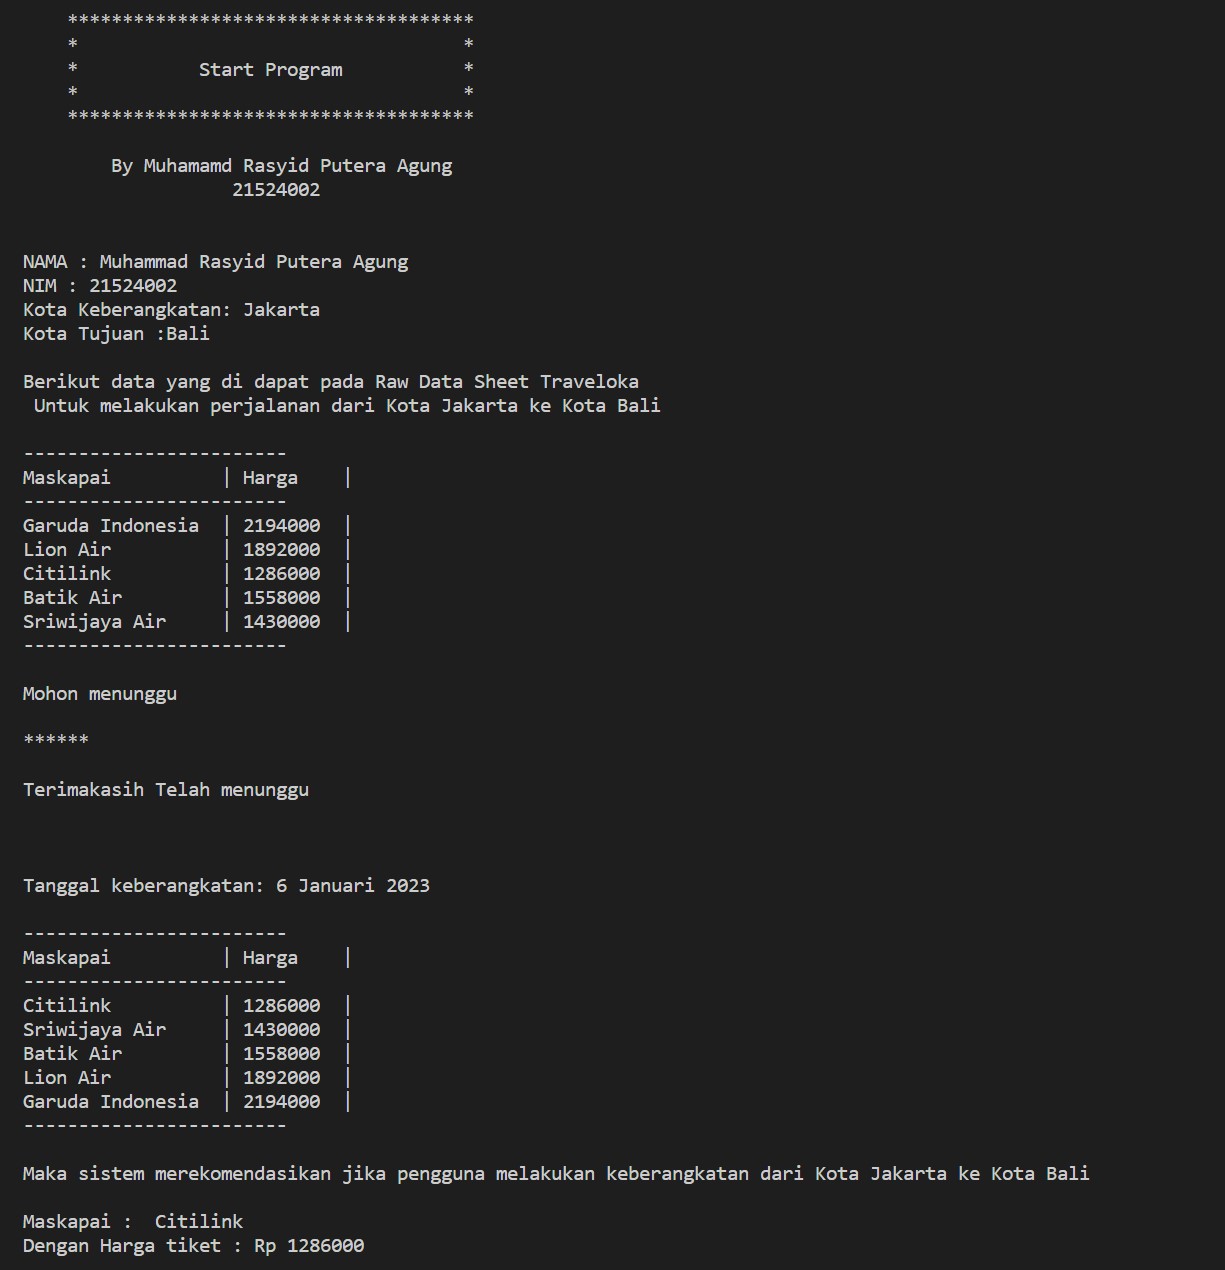 *************************************
*                                   *
*           Start Program           *
*                                   *
*************************************
By Muhamamd Rasyid Putera Agung
21524002
NAMA : Muhammad Rasyid Putera Agung
NIM : 21524002
Kota Keberangkatan: Jakarta
Kota Tujuan :Bali
Berikut data yang di dapat pada Raw Data Sheet Traveloka
Untuk melakukan perjalanan dari Kota Jakarta ke Kota Bali
------------------------
Maskapai          | Harga    |
------------------------
Garuda Indonesia  | 2194000  |
Lion Air          | 1892000  |
Citilink          | 1286000  |
Batik Air         | 1558000  |
Sriwijaya Air     | 1430000  |
------------------------
Mohon menunggu
******
Terimakasih Telah menunggu
Tanggal keberangkatan: 6 Januari 2023
------------------------
Maskapai          | Harga    |
------------------------
Citilink          | 1286000  |
Sriwijaya Air     | 1430000  |
Batik Air         | 1558000  |
Lion Air          | 1892000  |
Garuda Indonesia  | 2194000  |
------------------------
Maka sistem merekomendasikan jika pengguna melakukan keberangkatan dari Kota Jakarta ke Kota Bali
Maskapai :  Citilink
Dengan Harga tiket : Rp 1286000